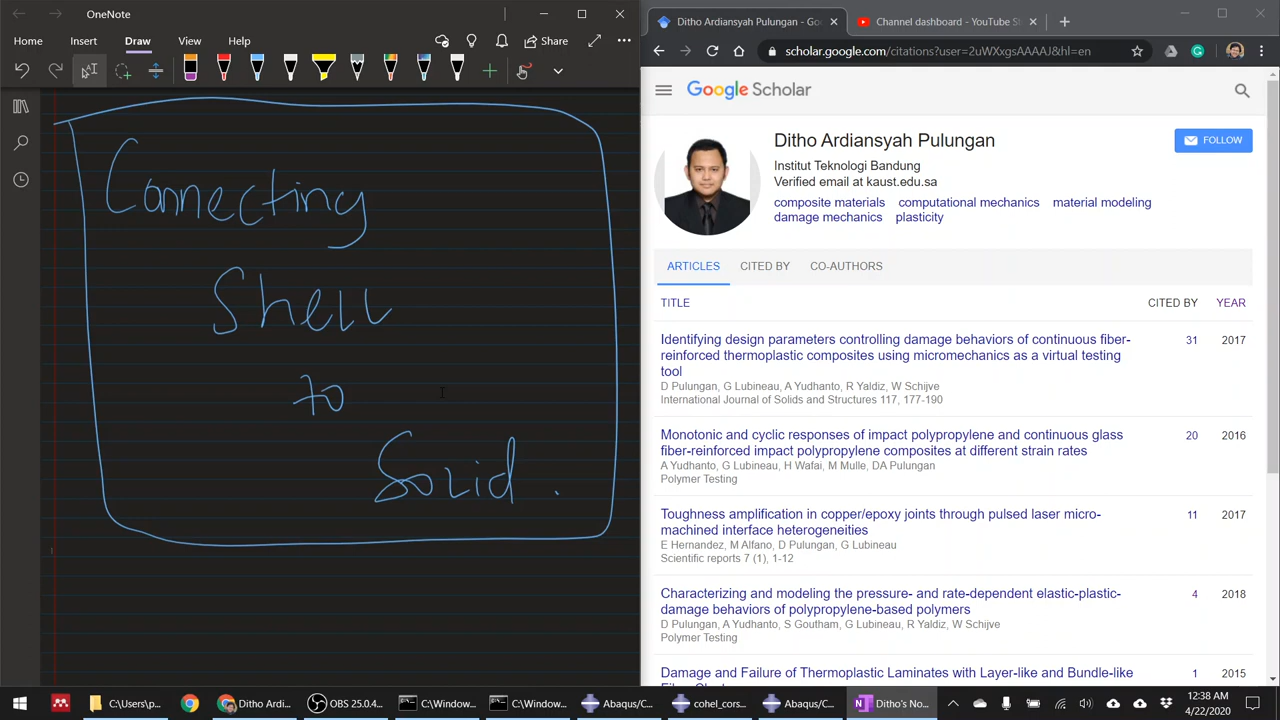 OneNote
Home
Insert
Draw
View
Help
Share
Connecting
Shell
to
Solid.
Ditho Ardiansyah Pulungan - Go
Channel dashboard - YouTube St
scholar.google.com/citations?user=2uWXxgsAAAAJ&hl=en
Google Scholar
Ditho Ardiansyah Pulungan
FOLLOW
Institut Teknologi Bandung
Verified email at kaust.edu.sa
composite materials computational mechanics material modeling
damage mechanics plasticity
ARTICLES CITED BY CO-AUTHORS
TITLE CITED BY YEAR
Identifying design parameters controlling damage behaviors of continuous fiber- 31 2017
reinforced thermoplastic composites using micromechanics as a virtual testing
tool
D Pulungan, G Lubineau, A Yudhanto, R Yaldiz, W Schijve
International Journal of Solids and Structures 117, 177-190
Monotonic and cyclic responses of impact polypropylene and continuous glass 20 2016
fiber-reinforced impact polypropylene composites at different strain rates
A Yudhanto, G Lubineau, H Wafai, M Mulle, DA Pulungan
Polymer Testing
Toughness amplification in copper/epoxy joints through pulsed laser micro- 11 2017
machined interface heterogeneities
E Hernandez, M Alfano, D Pulungan, G Lubineau
Scientific reports 7 (1), 1-12
Characterizing and modeling the pressure- and rate-dependent elastic-plastic- 4 2018
damage behaviors of polypropylene-based polymers
D Pulungan, A Yudhanto, S Goutham, G Lubineau, R Yaldiz, W Schijve
Polymer Testing
Damage and Failure of Thermoplastic Laminates with Layer-like and Bundle-like 1 2015
C:\Users\p...
Ditho Ardi...
OBS 25.0.4...
C:\Window...
C:\Window...
Abaqus/C...
cohel_cors...
Abaqus/C...
Ditho's No...
12:38 AM
4/22/2020